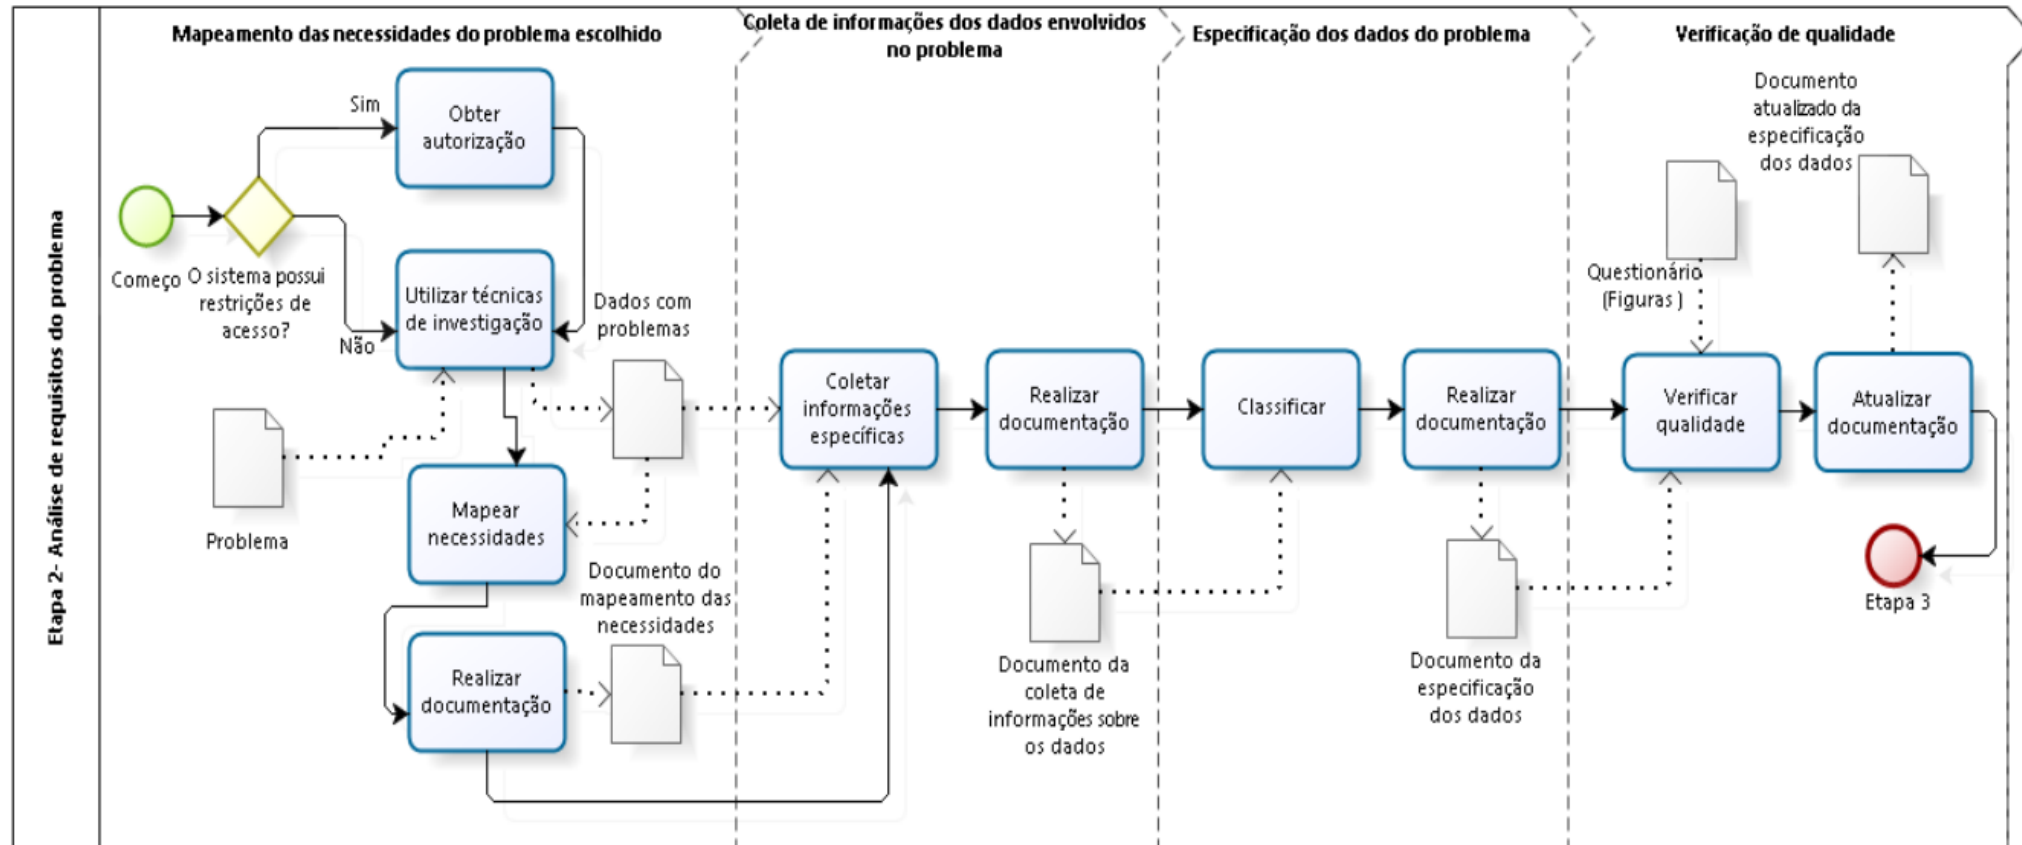 Etapa 2- Análise de requisitos do problema
Mapeamento das necessidades do problema escolhido
Coleta de informações dos dados envolvidos
no problema
Especificação dos dados do problema
Verificação de qualidade
Começo
O sistema possui
restrições de
acesso?
Sim
Não
Obter
autorização
Utilizar técnicas
de investigação
Dados com
problemas
Problema
Mapear
necessidades
Documento do
mapeamento das
necessidades
Realizar
documentação
Coletar
informações
específicas
Realizar
documentação
Documento da
coleta de
informações sobre
os dados
Classificar
Realizar
documentação
Documento da
especificação
dos dados
Questionário
(Figuras )
Documento
atualizado da
especificação
dos dados
Verificar
qualidade
Atualizar
documentação
Etapa 3